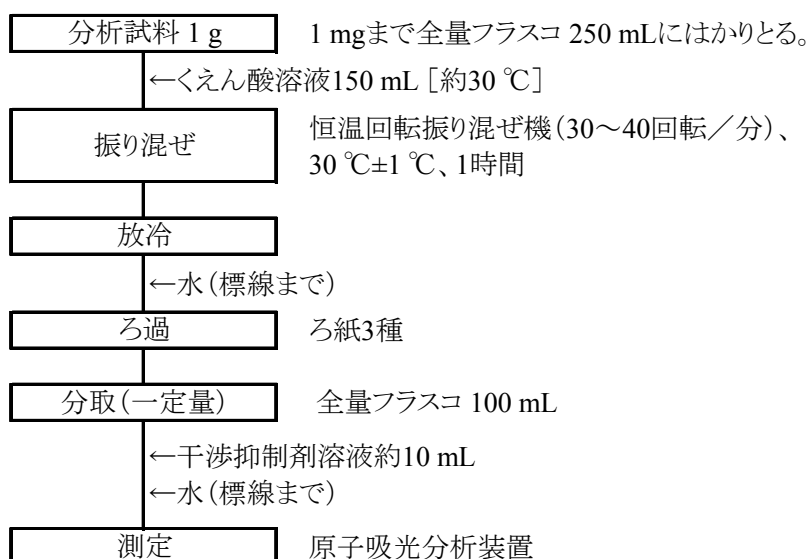 分析試料 1 g 1 mgまで全量フラスコ 250 mLにはかりとる。
←くえん酸溶液150 mL [約30 ℃]
振り混ぜ 恒温回転振り混ぜ機(30~40回転/分)、
30 ℃±1 ℃、1時間
放冷
←水(標線まで)
ろ過 ろ紙3種
分取(一定量) 全量フラスコ 100 mL
←干渉抑制剤溶液約10 mL
←水(標線まで)
測定 原子吸光分析装置